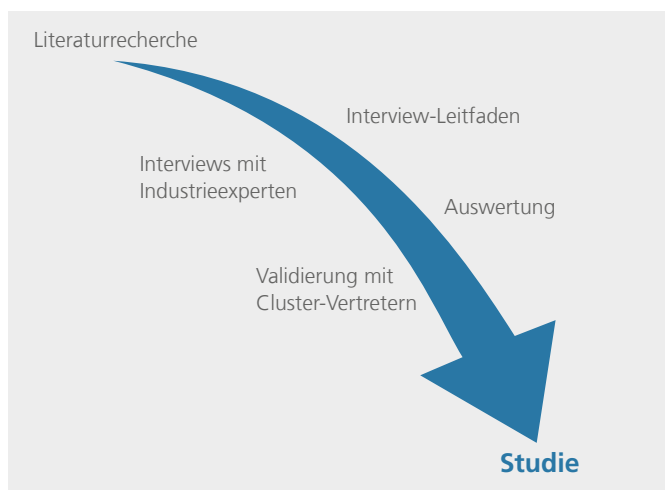 Literaturrecherche
Interview-Leitfaden
Interviews mit
Industrieexperten
Auswertung
Validierung mit
Cluster-Vertretern
Studie